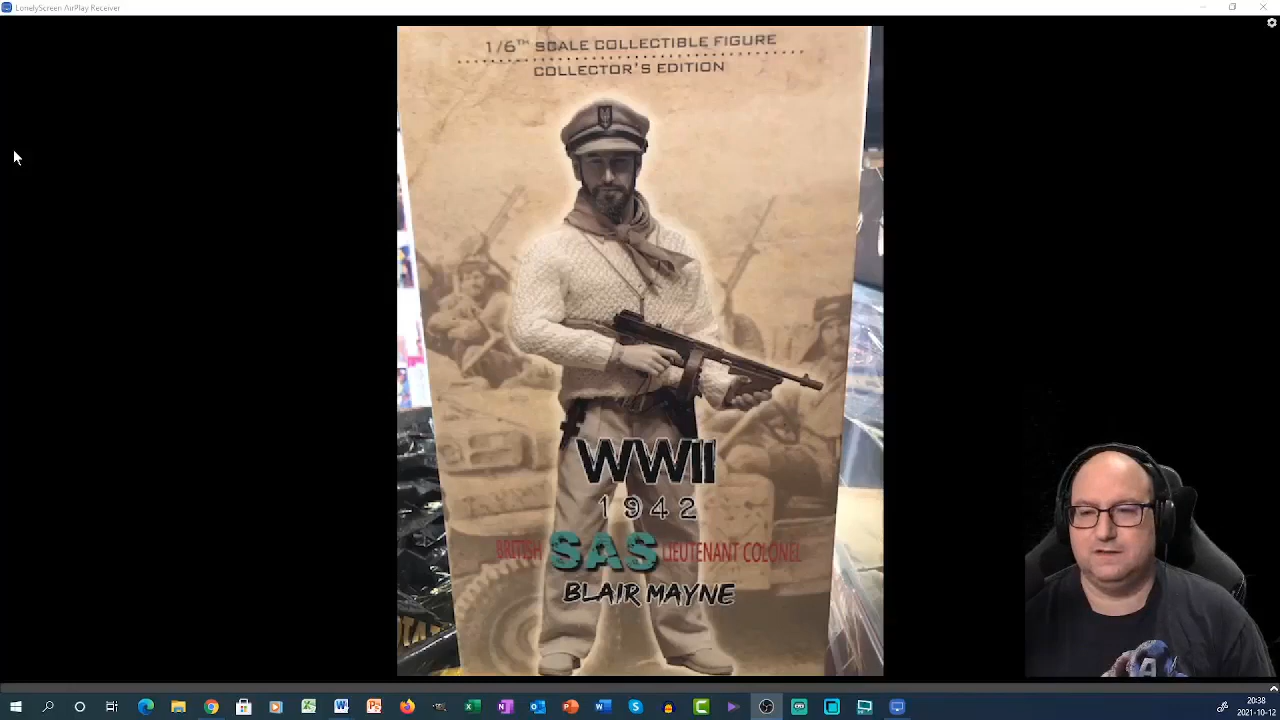 LonelyScreen AirPlay Receiver
1/6™ SCALE COLLECTIBLE FIGURE
COLLECTOR'S EDITION
WWII
1942
BRITISH SAS LIEUTENANT COLONEL
BLAIR MAYNE
20:38
2021-10-12